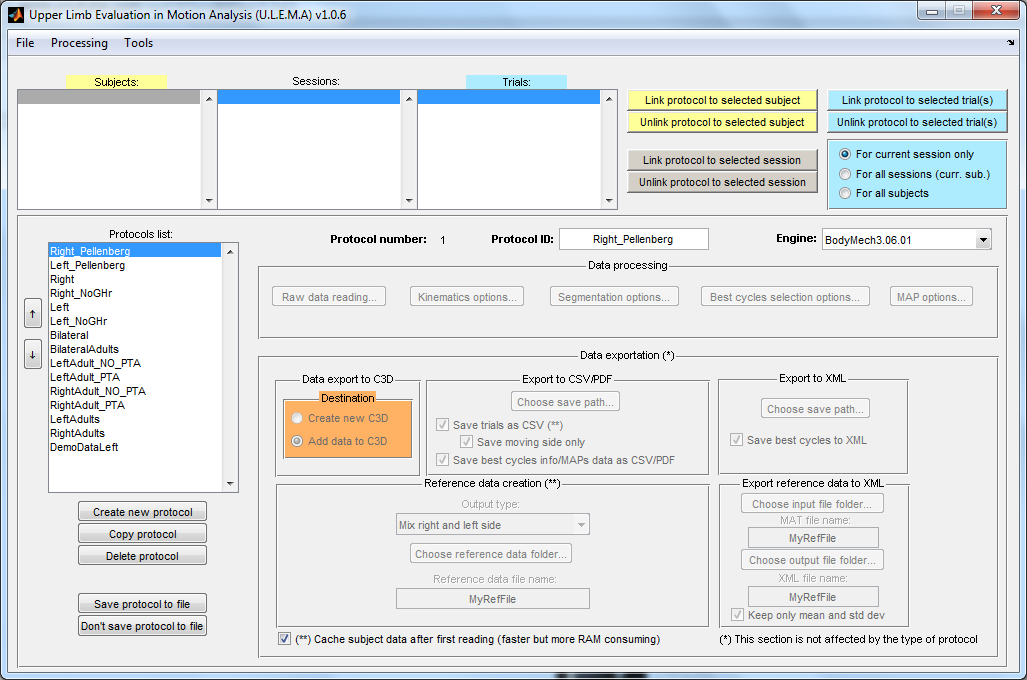 Upper Limb Evaluation in Motion Analysis (U.L.E.M.A) v1.0.6
File Processing Tools
Subjects: Sessions: Trials:
Link protocol to selected subject
Unlink protocol to selected subject
Link protocol to selected session
Unlink protocol to selected session
Link protocol to selected trial(s)
Unlink protocol to selected trial(s)
For current session only
For all sessions (curr. sub.)
For all subjects
Protocols list:
Right_Pellenberg
Left_Pellenberg
Right
Right_NoGHr
Left
Left_NoGHr
Bilateral
BilateralAdults
LeftAdult_NO_PTA
LeftAdult_PTA
RightAdult_NO_PTA
RightAdult_PTA
LeftAdults
RightAdults
DemoDataLeft
↑
↓
Create new protocol
Copy protocol
Delete protocol
Save protocol to file
Don't save protocol to file
Protocol number: 1 Protocol ID: Right_Pellenberg Engine: BodyMech3.06.01
Data processing
Raw data reading... Kinematics options... Segmentation options... Best cycles selection options... MAP options...
Data exportation (*)
Data export to C3D
Destination
Create new C3D
Add data to C3D
Export to CSV/PDF
Choose save path...
Save trials as CSV (**)
Save moving side only
Save best cycles info/MAPs data as CSV/PDF
Export to XML
Choose save path...
Save best cycles to XML
Reference data creation (**)
Output type:
Mix right and left side
Choose reference data folder...
Reference data file name:
MyRefFile
Export reference data to XML
Choose input file folder...
MAT file name:
MyRefFile
Choose output file folder...
XML file name:
MyRefFile
Keep only mean and std dev
(**) Cache subject data after first reading (faster but more RAM consuming)
(*) This section is not affected by the type of protocol